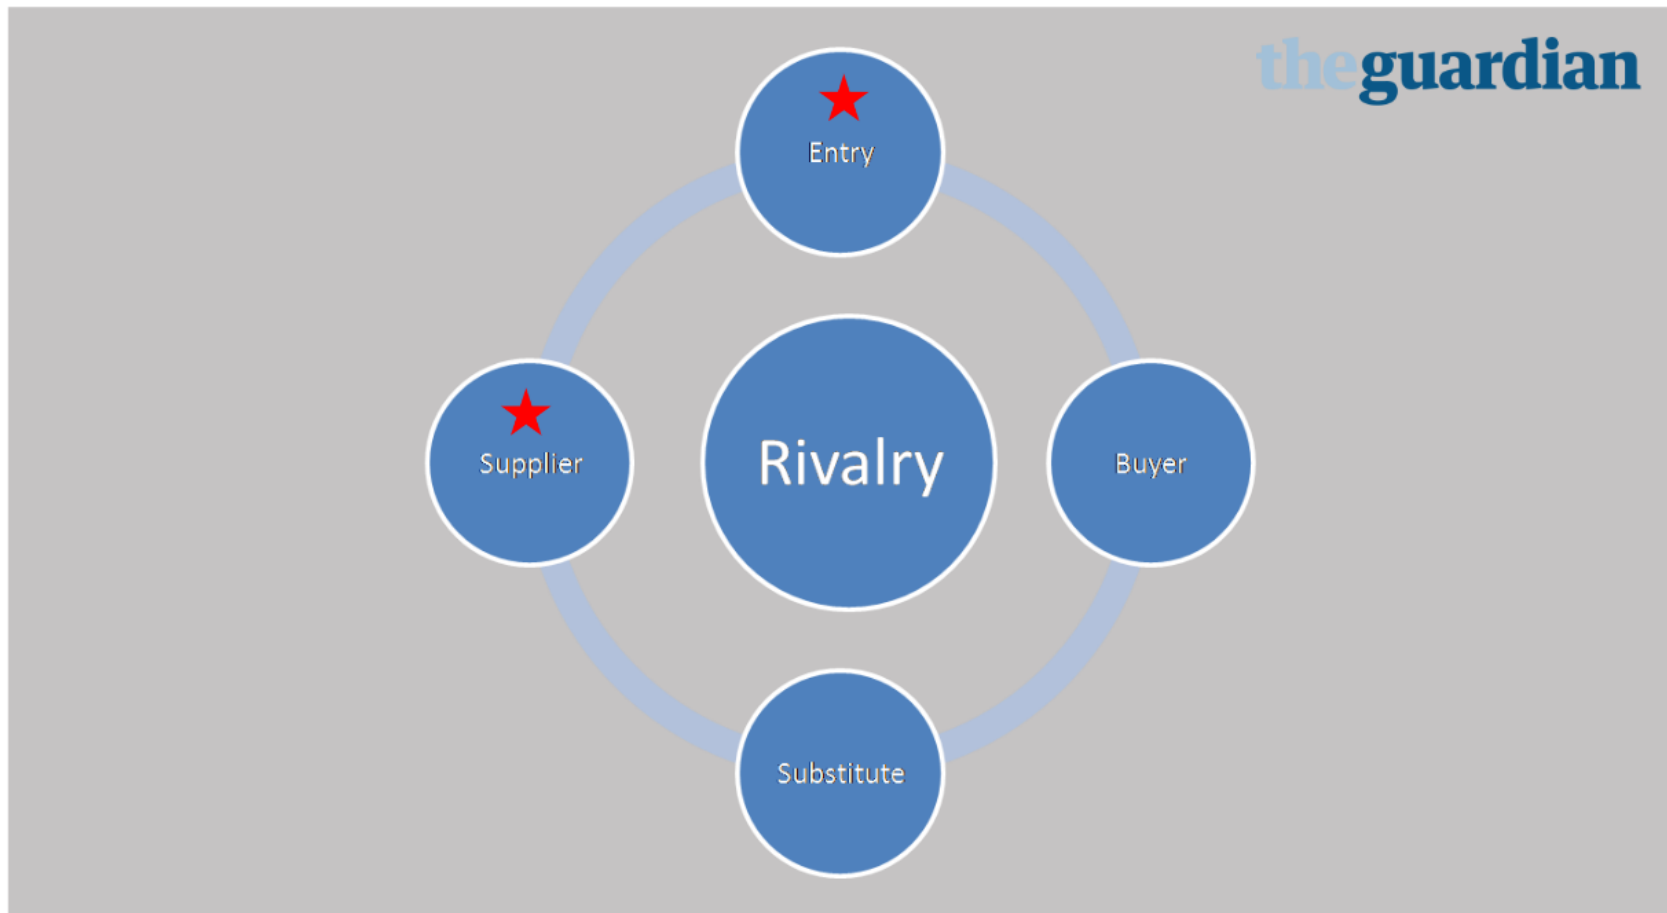 theguardian
Entry
Supplier
Rivalry
Buyer
Substitute